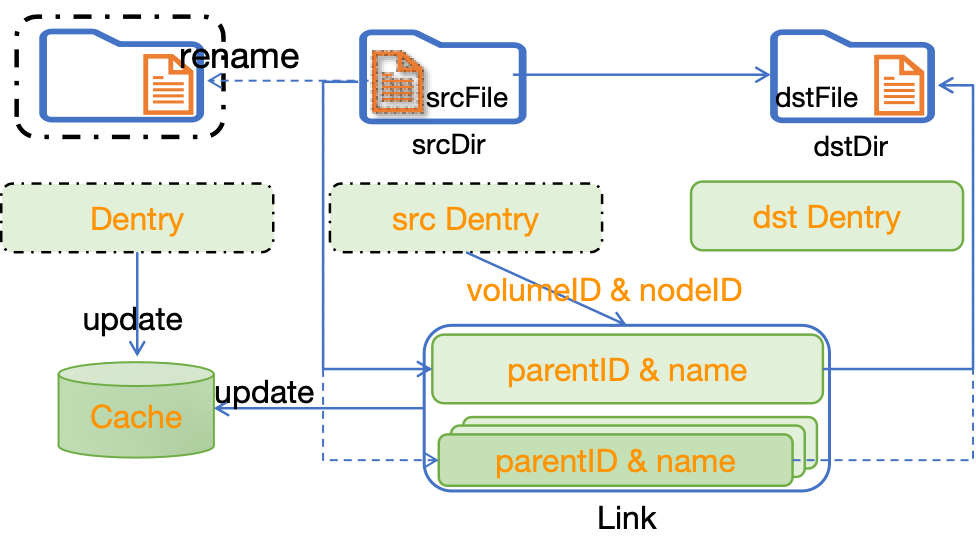 rename
srcFile
dstFile
srcDir
dstDir
Dentry
src Dentry
dst Dentry
volumeID & nodeID
update
parentID & name
update
Cache
parentID & name
Link